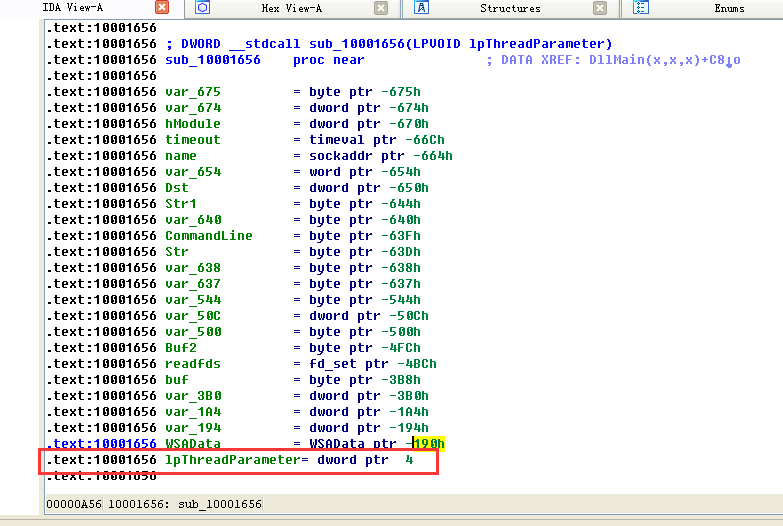 IDA View-A Hex View-A Structures Enums
.text:10001656
.text:10001656 ; DWORD __stdcall sub_10001656(LPVOID lpThreadParameter)
.text:10001656 sub_10001656 proc near ; DATA XREF: DllMain(x,x,x)+C8↓o
.text:10001656
.text:10001656 var_675 = byte ptr -675h
.text:10001656 var_674 = dword ptr -674h
.text:10001656 hModule = dword ptr -670h
.text:10001656 timeout = timeval ptr -66Ch
.text:10001656 name = sockaddr ptr -664h
.text:10001656 var_654 = word ptr -654h
.text:10001656 Dst = dword ptr -650h
.text:10001656 Str1 = byte ptr -644h
.text:10001656 var_640 = byte ptr -640h
.text:10001656 CommandLine = byte ptr -63Fh
.text:10001656 Str = byte ptr -63Dh
.text:10001656 var_638 = byte ptr -638h
.text:10001656 var_637 = byte ptr -637h
.text:10001656 var_544 = byte ptr -544h
.text:10001656 var_50C = dword ptr -50Ch
.text:10001656 var_500 = byte ptr -500h
.text:10001656 Buf2 = byte ptr -4FCh
.text:10001656 readfds = fd_set ptr -4BCh
.text:10001656 buf = byte ptr -3B8h
.text:10001656 var_3B0 = dword ptr -3B0h
.text:10001656 var_1A4 = dword ptr -1A4h
.text:10001656 var_194 = dword ptr -194h
.text:10001656 WSAData = WSAData ptr -190h
.text:10001656 lpThreadParameter= dword ptr 4
.text:10001656
00000A56 10001656: sub_10001656